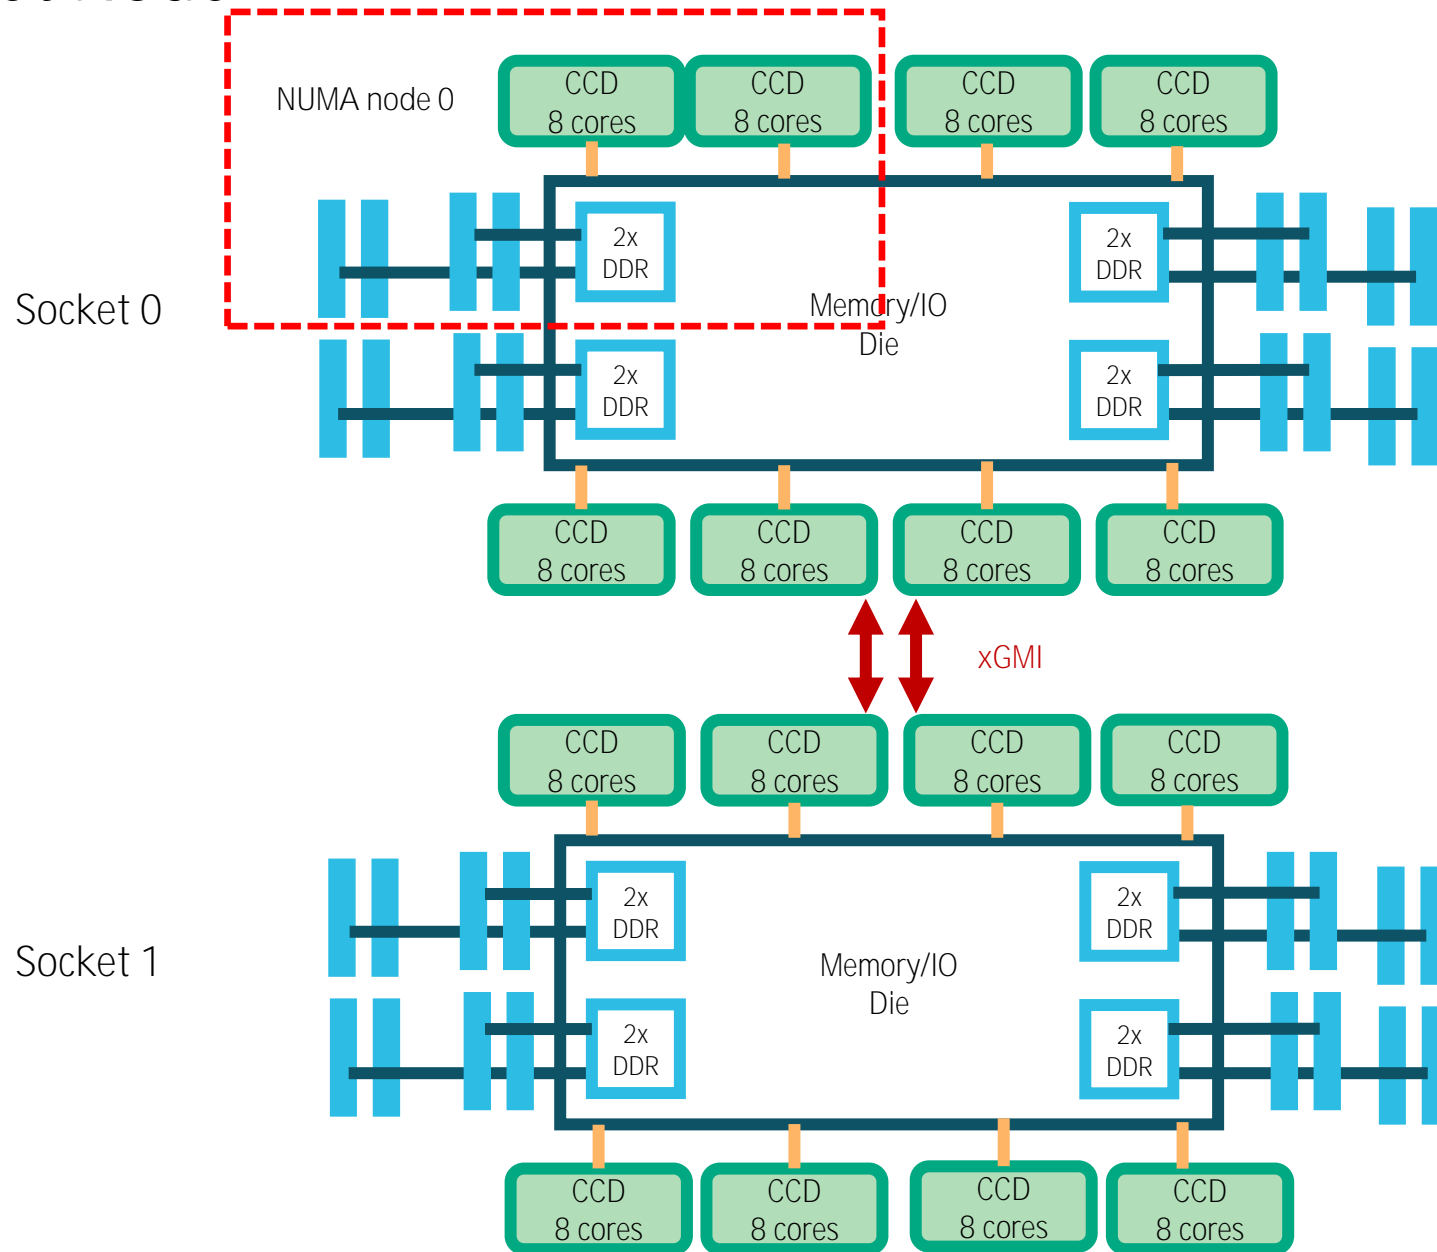 NUMA node 0
CCD
8 cores
CCD
8 cores
CCD
8 cores
CCD
8 cores
2x
DDR
2x
DDR
Socket 0
Memory/IO
Die
2x
DDR
2x
DDR
CCD
8 cores
CCD
8 cores
CCD
8 cores
CCD
8 cores
xGMI
CCD
8 cores
CCD
8 cores
CCD
8 cores
CCD
8 cores
2x
DDR
2x
DDR
Socket 1
Memory/IO
Die
2x
DDR
2x
DDR
CCD
8 cores
CCD
8 cores
CCD
8 cores
CCD
8 cores